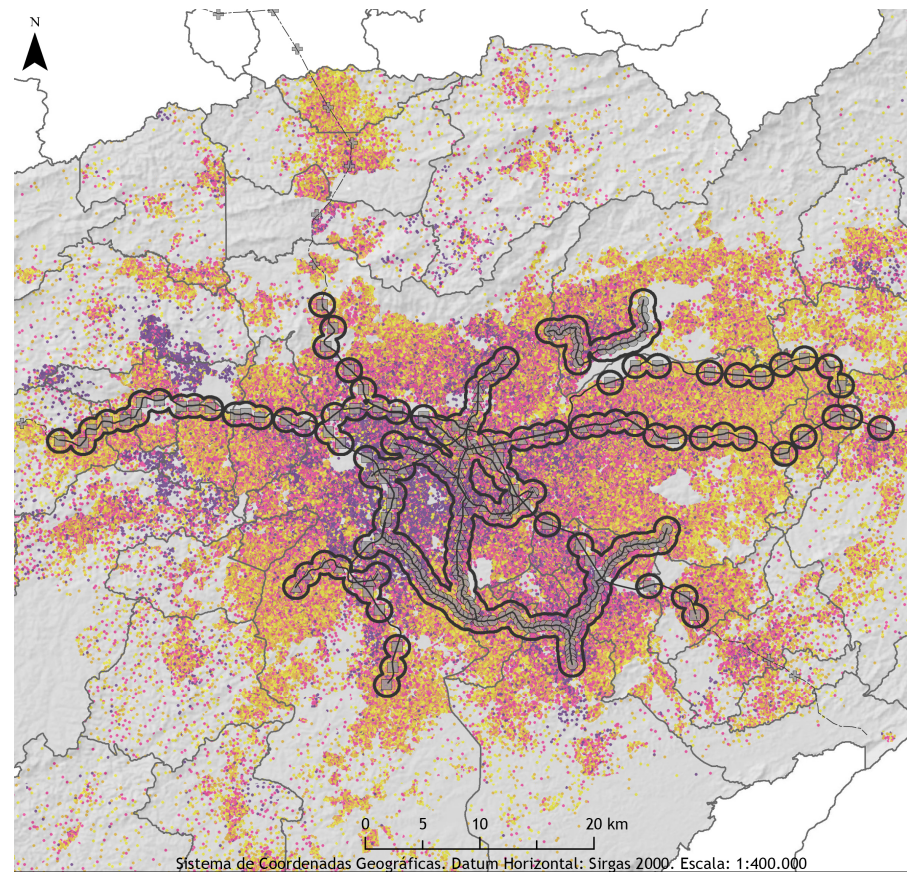 N
0 5 10 20 km
Sistema de Coordenadas Geográficas. Datum Horizontal: Sirgas 2000. Escala: 1:400.000